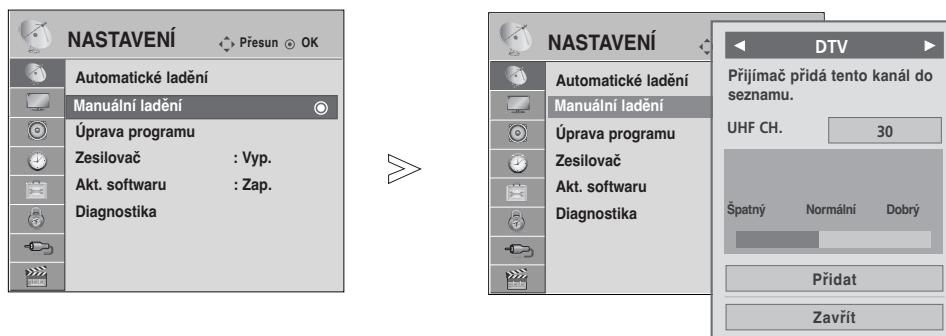 NASTAVENÍ Přesun OK
Automatické ladění
Manuální ladění
Úprava programu
Zesilovač : Vyp.
Akt. softwaru : Zap.
Diagnostika
NASTAVENÍ
Automatické ladění
Manuální ladění
Úprava programu
Zesilovač
Akt. softwaru
Diagnostika
◄ DTV ►
Přijímač přidá tento kanál do
seznamu.
UHF CH. 30
Špatný Normální Dobrý
Přidat
Zavřít